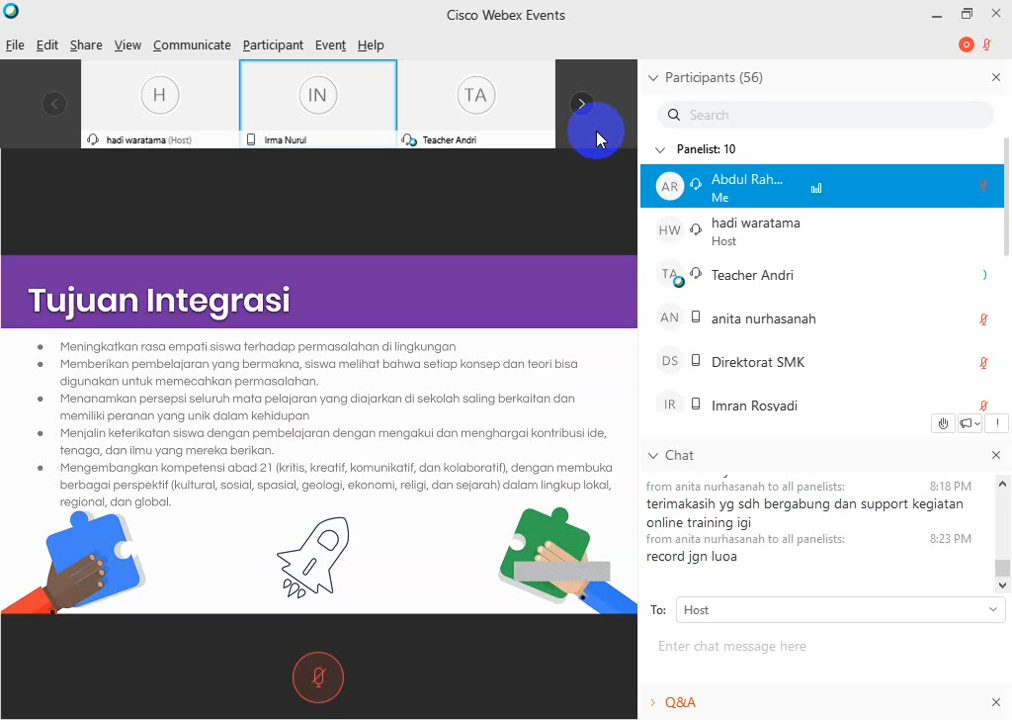 Cisco Webex Events
File Edit Share View Communicate Participant Event Help
H
IN
TA
hadi waratama (Host)
Irma Nurul
Teacher Andri
Tujuan Integrasi
● Meningkatkan rasa empati siswa terhadap permasalahan di lingkungan
● Memberikan pembelajaran yang bermakna, siswa melihat bahwa setiap konsep dan teori bisa
digunakan untuk memecahkan permasalahan.
● Menanamkan persepsi seluruh mata pelajaran yang diajarkan di sekolah saling berkaitan dan
memiliki peranan yang unik dalam kehidupan
● Menjalin keterikatan siswa dengan pembelajaran dengan mengakui dan menghargai kontribusi ide,
tenaga, dan ilmu yang mereka berikan.
● Mengembangkan kompetensi abad 21 (kritis, kreatif, komunikatif, dan kolaboratif), dengan membuka
berbagai perspektif (kultural, sosial, spasial, geologi, ekonomi, religi, dan sejarah) dalam lingkup lokal,
regional, dan global.
Participants (56)
Search
Panelist: 10
AR Abdul Rah...
Me
HW hadi waratama
Host
TA Teacher Andri
AN anita nurhasanah
DS Direktorat SMK
IR Imran Rosyadi
Chat
from anita nurhasanah to all panelists: 8:18 PM
terimakasih yg sdh bergabung dan support kegiatan
online training igi
from anita nurhasanah to all panelists: 8:23 PM
record jgn luoa
To: Host
Enter chat message here
Q&A